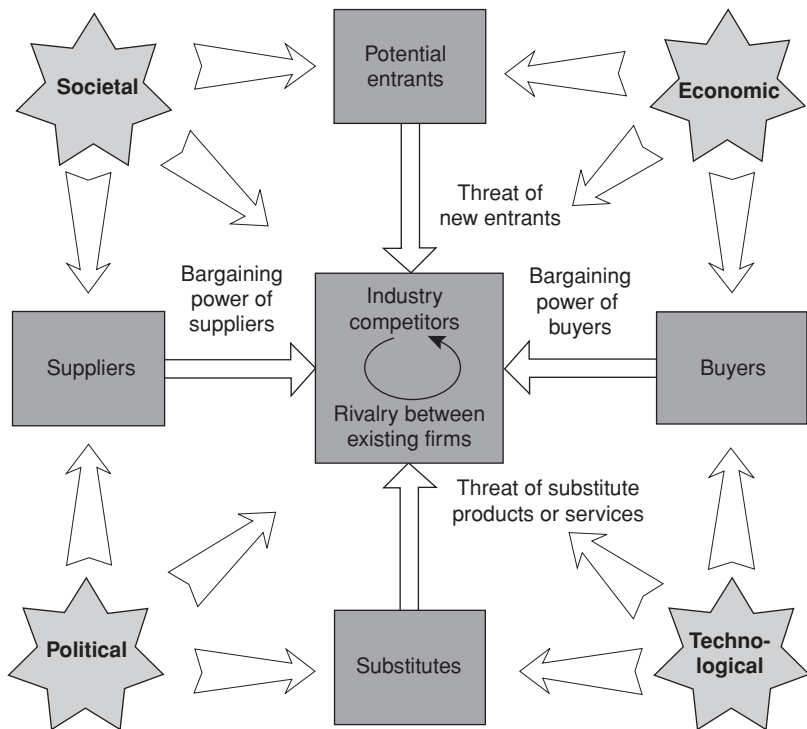 Societal
Potential
entrants
Economic
Threat of
new entrants
Bargaining
power of
suppliers
Industry
competitors
Bargaining
power of
buyers
Suppliers
Buyers
Rivalry between
existing firms
Threat of substitute
products or services
Political
Substitutes
Techno-
logical